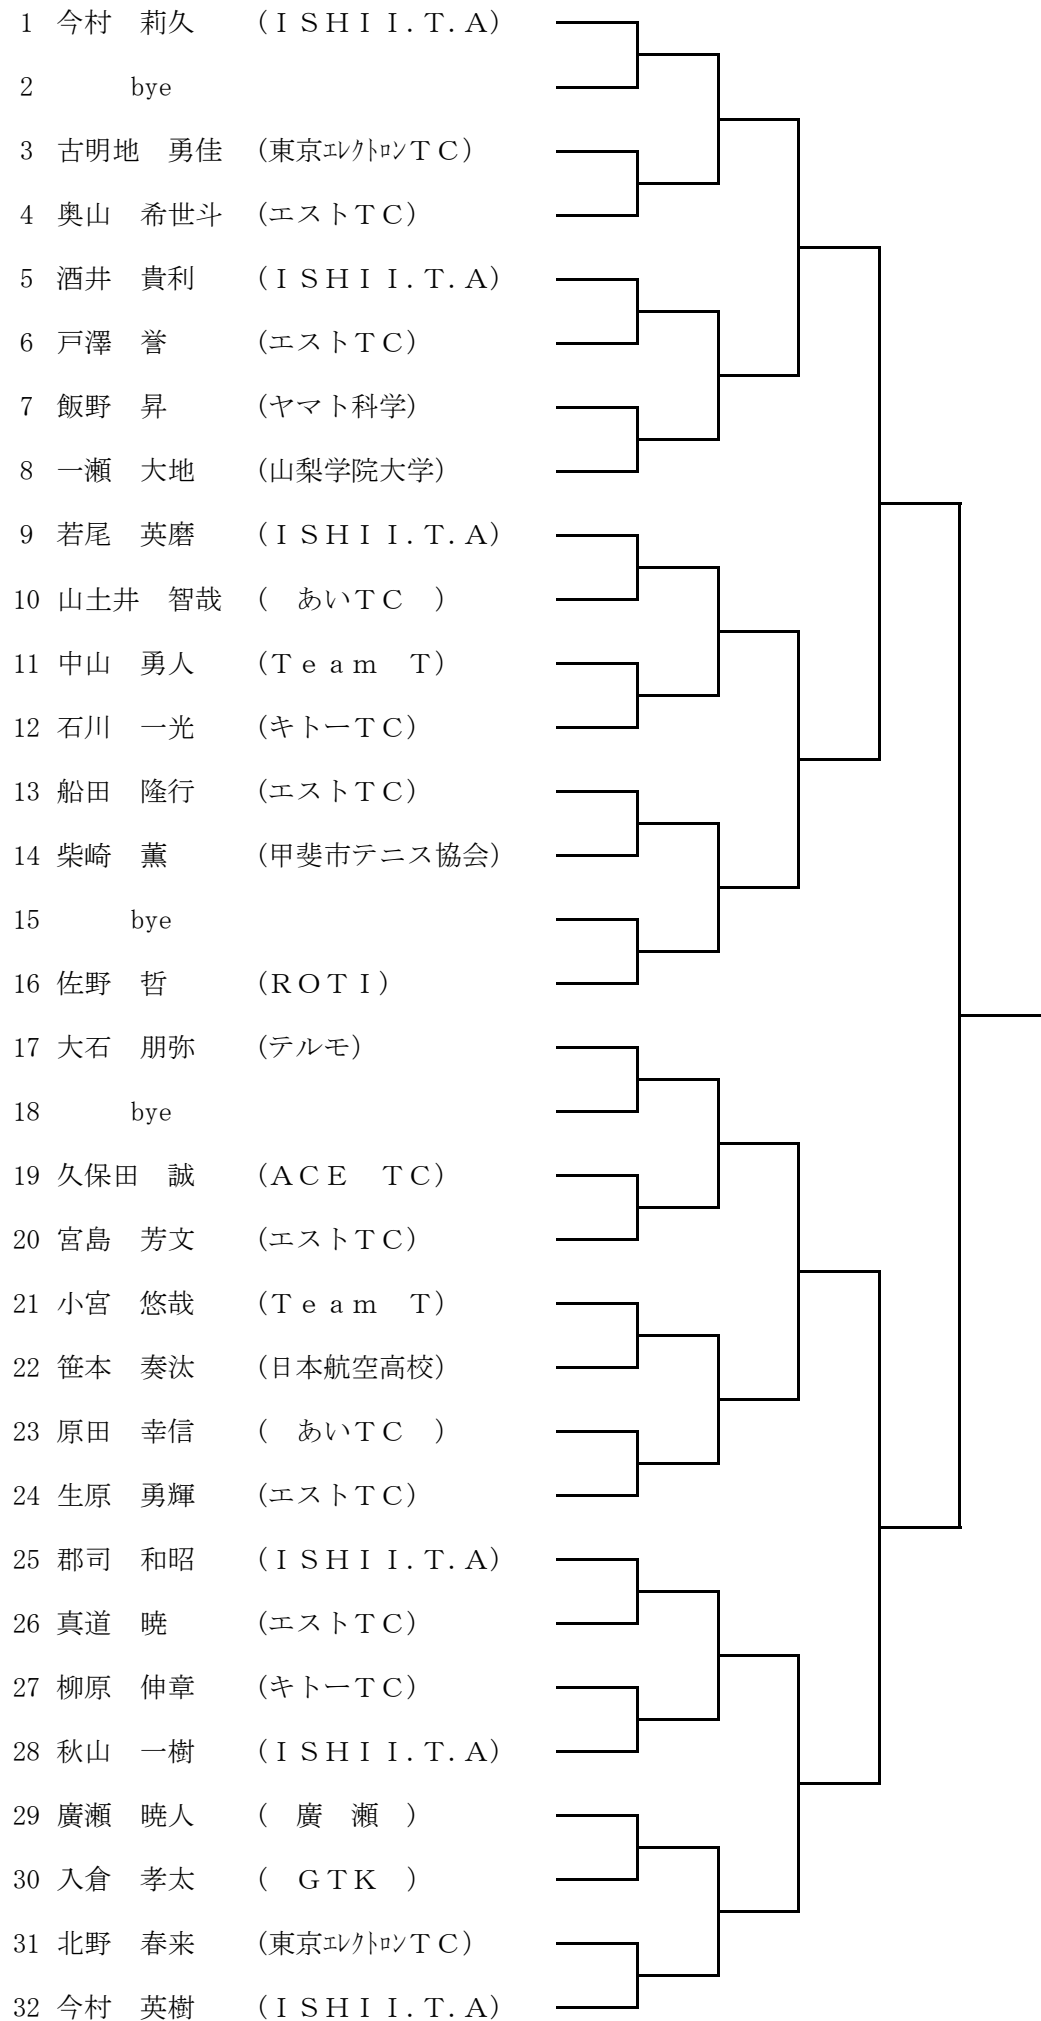 1 今村 莉久 (ISHII.T.A)
2 bye
3 古明地 勇佳 (東京ｴﾚｸﾄﾛﾝTC)
4 奥山 希世斗 (エストTC)
5 酒井 貴利 (ISHII.T.A)
6 戸澤 誉 (エストTC)
7 飯野 昇 (ヤマト科学)
8 一瀬 大地 (山梨学院大学)
9 若尾 英磨 (ISHII.T.A)
10 山土井 智哉 ( あいTC )
11 中山 勇人 (Team T)
12 石川 一光 (キトーTC)
13 船田 隆行 (エストTC)
14 柴崎 薫 (甲斐市テニス協会)
15 bye
16 佐野 哲 (ROTI)
17 大石 朋弥 (テルモ)
18 bye
19 久保田 誠 (ACE TC)
20 宮島 芳文 (エストTC)
21 小宮 悠哉 (Team T)
22 笹本 奏汰 (日本航空高校)
23 原田 幸信 ( あいTC )
24 生原 勇輝 (エストTC)
25 郡司 和昭 (ISHII.T.A)
26 真道 暁 (エストTC)
27 柳原 伸章 (キトーTC)
28 秋山 一樹 (ISHII.T.A)
29 廣瀬 暁人 ( 廣 瀬 )
30 入倉 孝太 ( GTK )
31 北野 春来 (東京ｴﾚｸﾄﾛﾝTC)
32 今村 英樹 (ISHII.T.A)